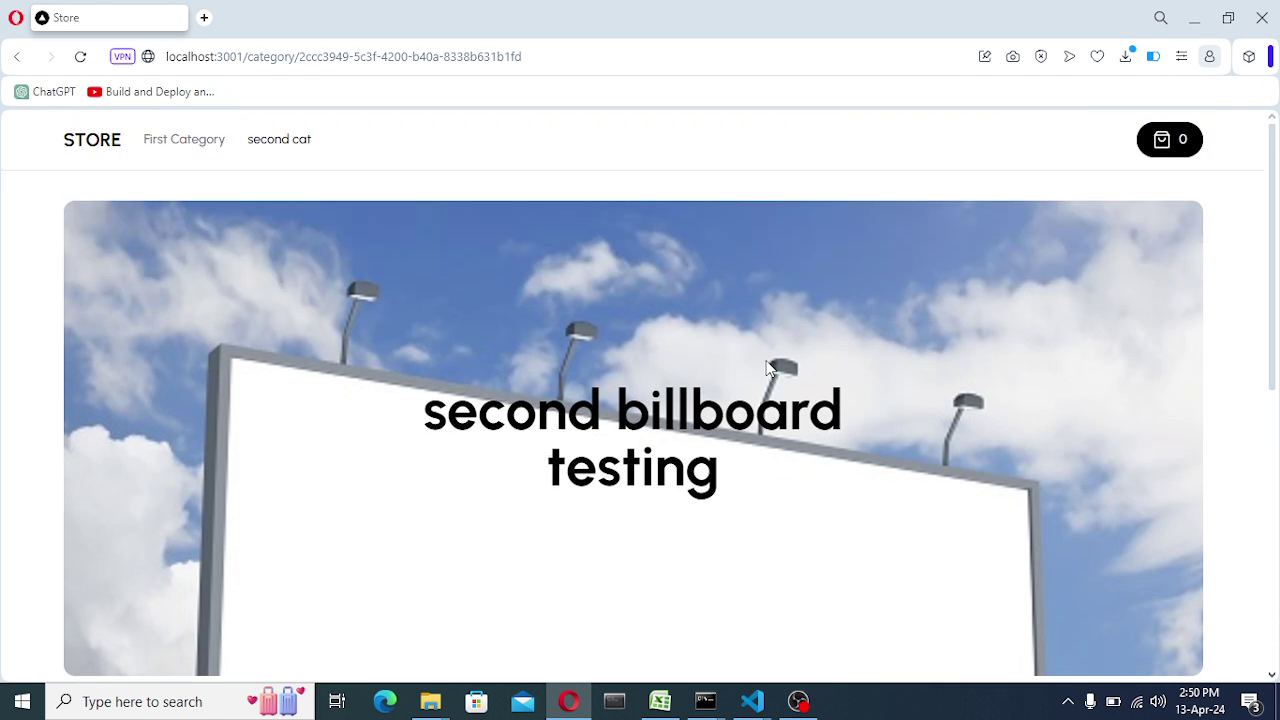 Store
VPN
localhost:3001/category/2ccc3949-5c3f-4200-b40a-8338b631b1fd
ChatGPT
Build and Deploy an...
STORE
First Category
second cat
0
second billboard
testing
Type here to search
2:50 PM
13-Apr-24